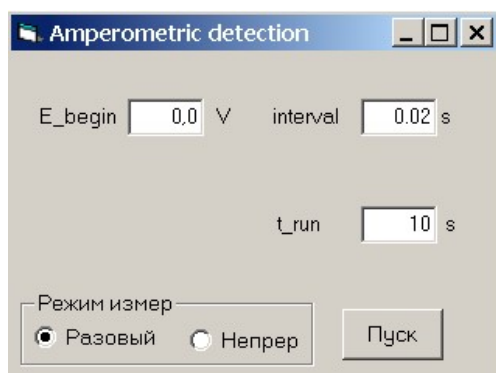 Amperometric detection
E_begin 0,0 V interval 0.02 s
t_run 10 s
Режим измер
Разовый Непрер Пуск